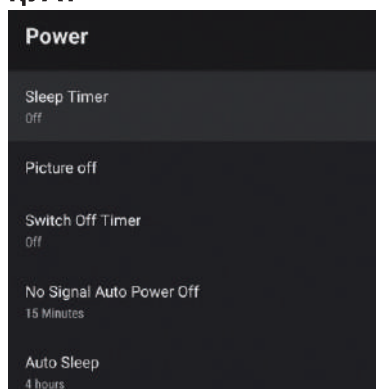 Power
Sleep Timer
Off
Picture off
Switch Off Timer
Off
No Signal Auto Power Off
15 Minutes
Auto Sleep
4 hours